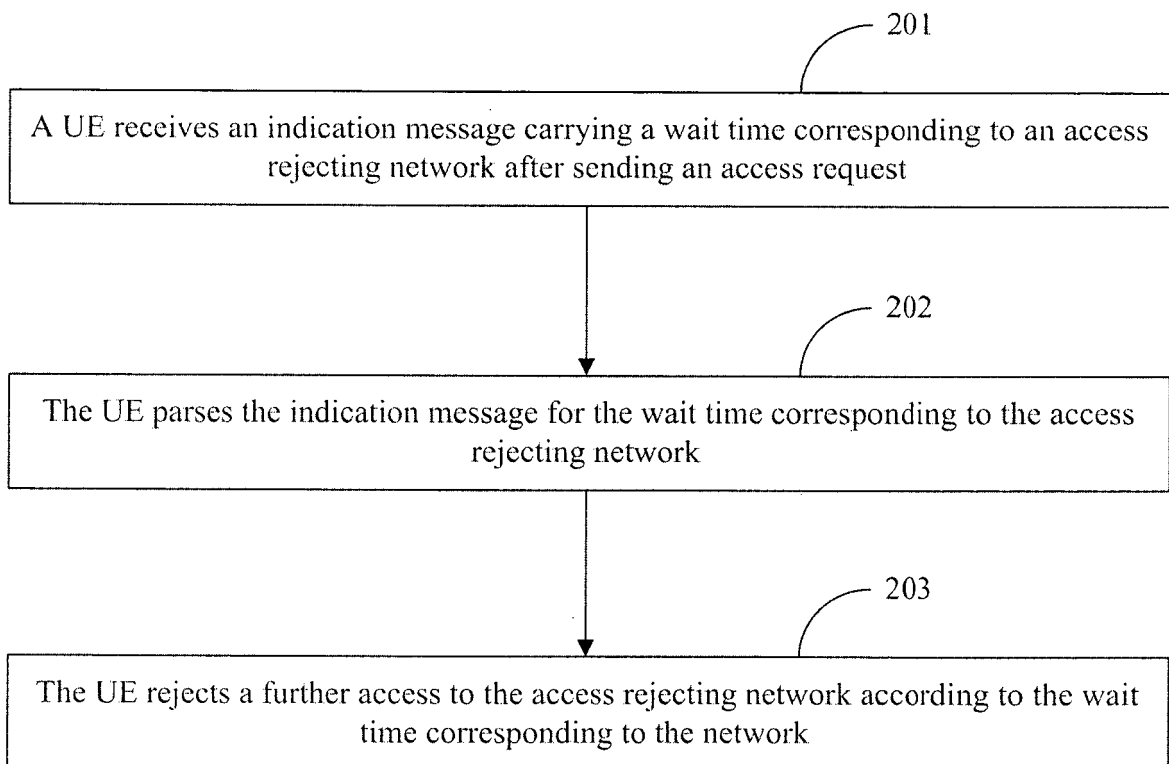 201
A UE receives an indication message carrying a wait time corresponding to an access
rejecting network after sending an access request
202
The UE parses the indication message for the wait time corresponding to the access
rejecting network
203
The UE rejects a further access to the access rejecting network according to the wait
time corresponding to the network